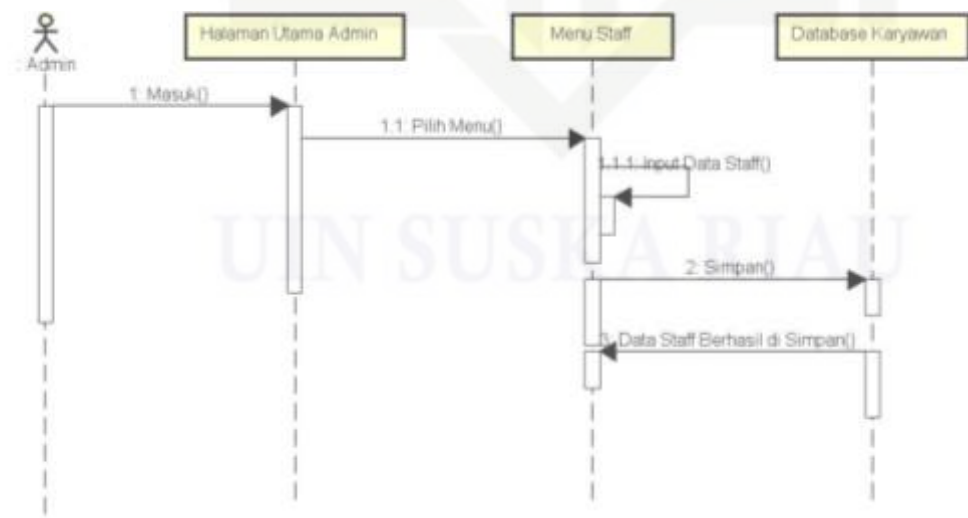 Halaman Utama Admin
Menu Staff
Database Karyawan
: Admin
1: Masuk()
1.1: Pilih Menu()
1.1.1: Input Data Staff()
UIN SUSKA RIAU
2: Simpan()
3: Data Staff Berhasil di Simpan()